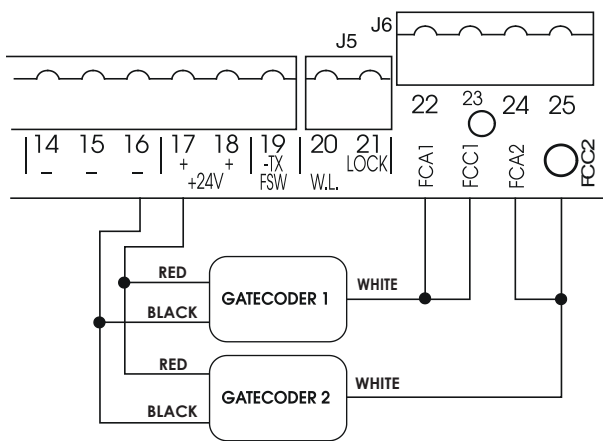 J5
J6
14 15 16 17 18 19 20 21
22 23 24 25
– – – + + -TX LOCK
+24V FSW W.L.
FCA1 FCC1 FCA2 FCC2
RED
GATECODER 1
WHITE
BLACK
RED
GATECODER 2
WHITE
BLACK